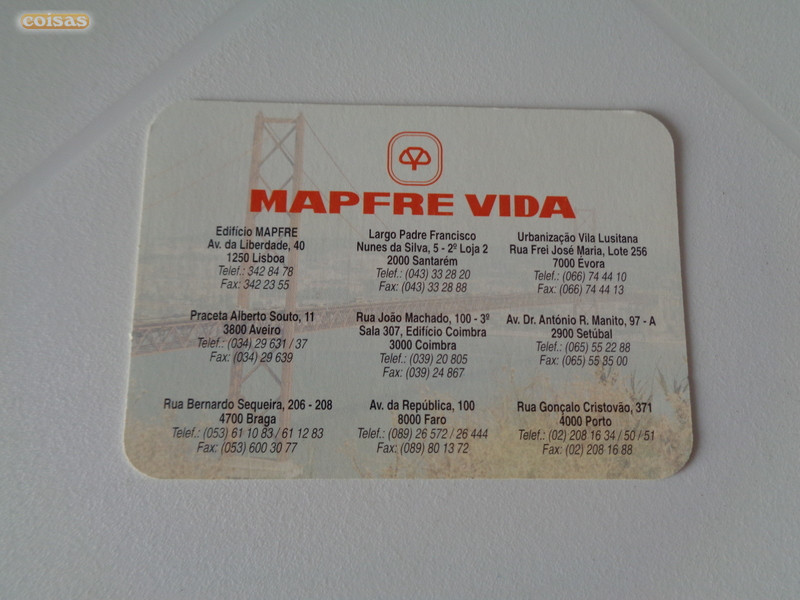 coisas
MAPFRE VIDA
Edifício MAPFRE
Av. da Liberdade, 40
1250 Lisboa
Telef.: 342 84 78
Fax: 342 23 55
Largo Padre Francisco
Nunes da Silva, 5 - 2º Loja 2
2000 Santarém
Telef.: (043) 33 28 20
Fax: (043) 33 28 88
Urbanização Vila Lusitana
Rua Frei José Maria, Lote 256
7000 Évora
Telef.: (066) 74 44 10
Fax: (066) 74 44 13
Praceta Alberto Souto, 11
3800 Aveiro
Telef.: (034) 29 631 / 37
Fax: (034) 29 639
Rua João Machado, 100 - 3º
Sala 307, Edifício Coimbra
3000 Coimbra
Telef.: (039) 20 805
Fax: (039) 24 867
Av. Dr. António R. Manito, 97 - A
2900 Setúbal
Telef.: (065) 55 22 88
Fax: (065) 55 35 00
Rua Bernardo Sequeira, 206 - 208
4700 Braga
Telef.: (053) 61 10 83 / 61 12 83
Fax: (053) 600 30 77
Av. da República, 100
8000 Faro
Telef.: (089) 26 572 / 26 444
Fax: (089) 80 13 72
Rua Gonçalo Cristovão, 371
4000 Porto
Telef.: (02) 208 16 34 / 50 / 51
Fax: (02) 208 16 88